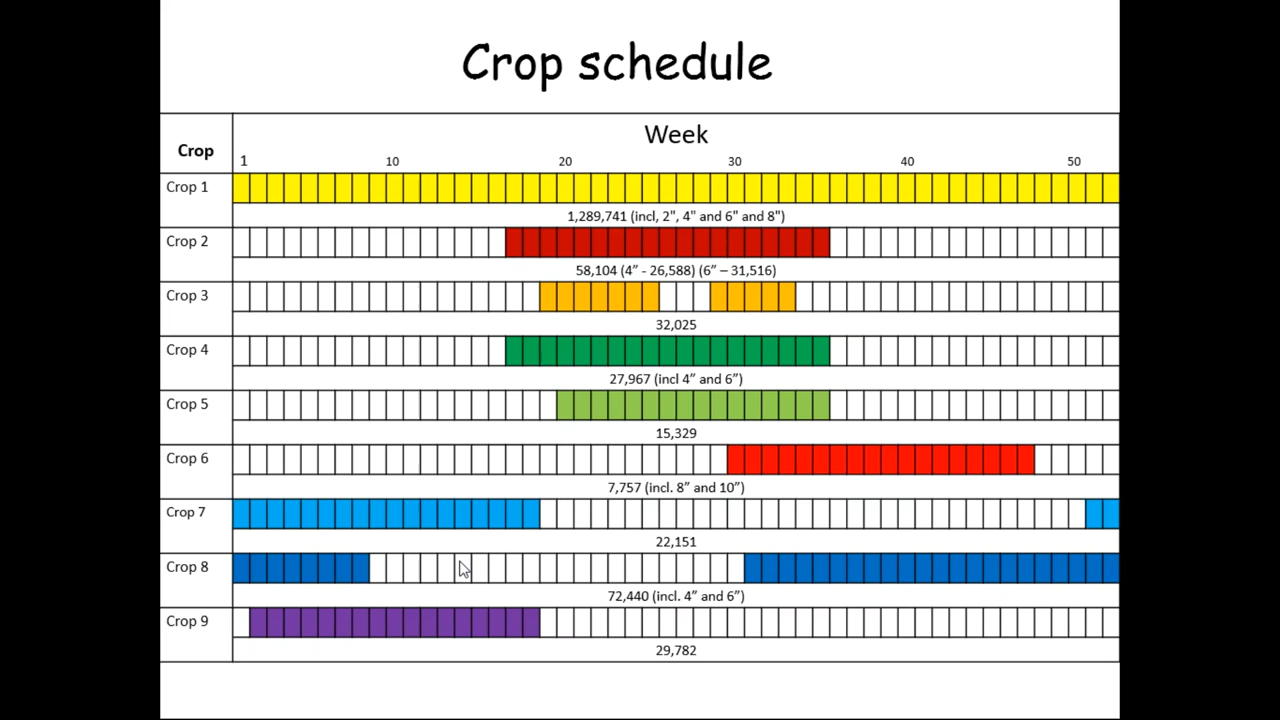 Crop schedule
Crop
Week
1 10 20 30 40 50
Crop 1
1,289,741 (incl, 2", 4" and 6" and 8")
Crop 2
58,104 (4” - 26,588) (6” – 31,516)
Crop 3
32,025
Crop 4
27,967 (incl 4” and 6”)
Crop 5
15,329
Crop 6
7,757 (incl. 8” and 10”)
Crop 7
22,151
Crop 8
72,440 (incl. 4” and 6”)
Crop 9
29,782